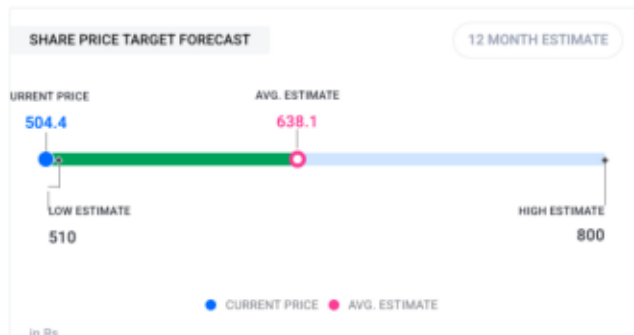 SHARE PRICE TARGET FORECAST
12 MONTH ESTIMATE
URRENT PRICE
AVG. ESTIMATE
504.4
638.1
LOW ESTIMATE
HIGH ESTIMATE
510
800
CURRENT PRICE
AVG. ESTIMATE
in Rs